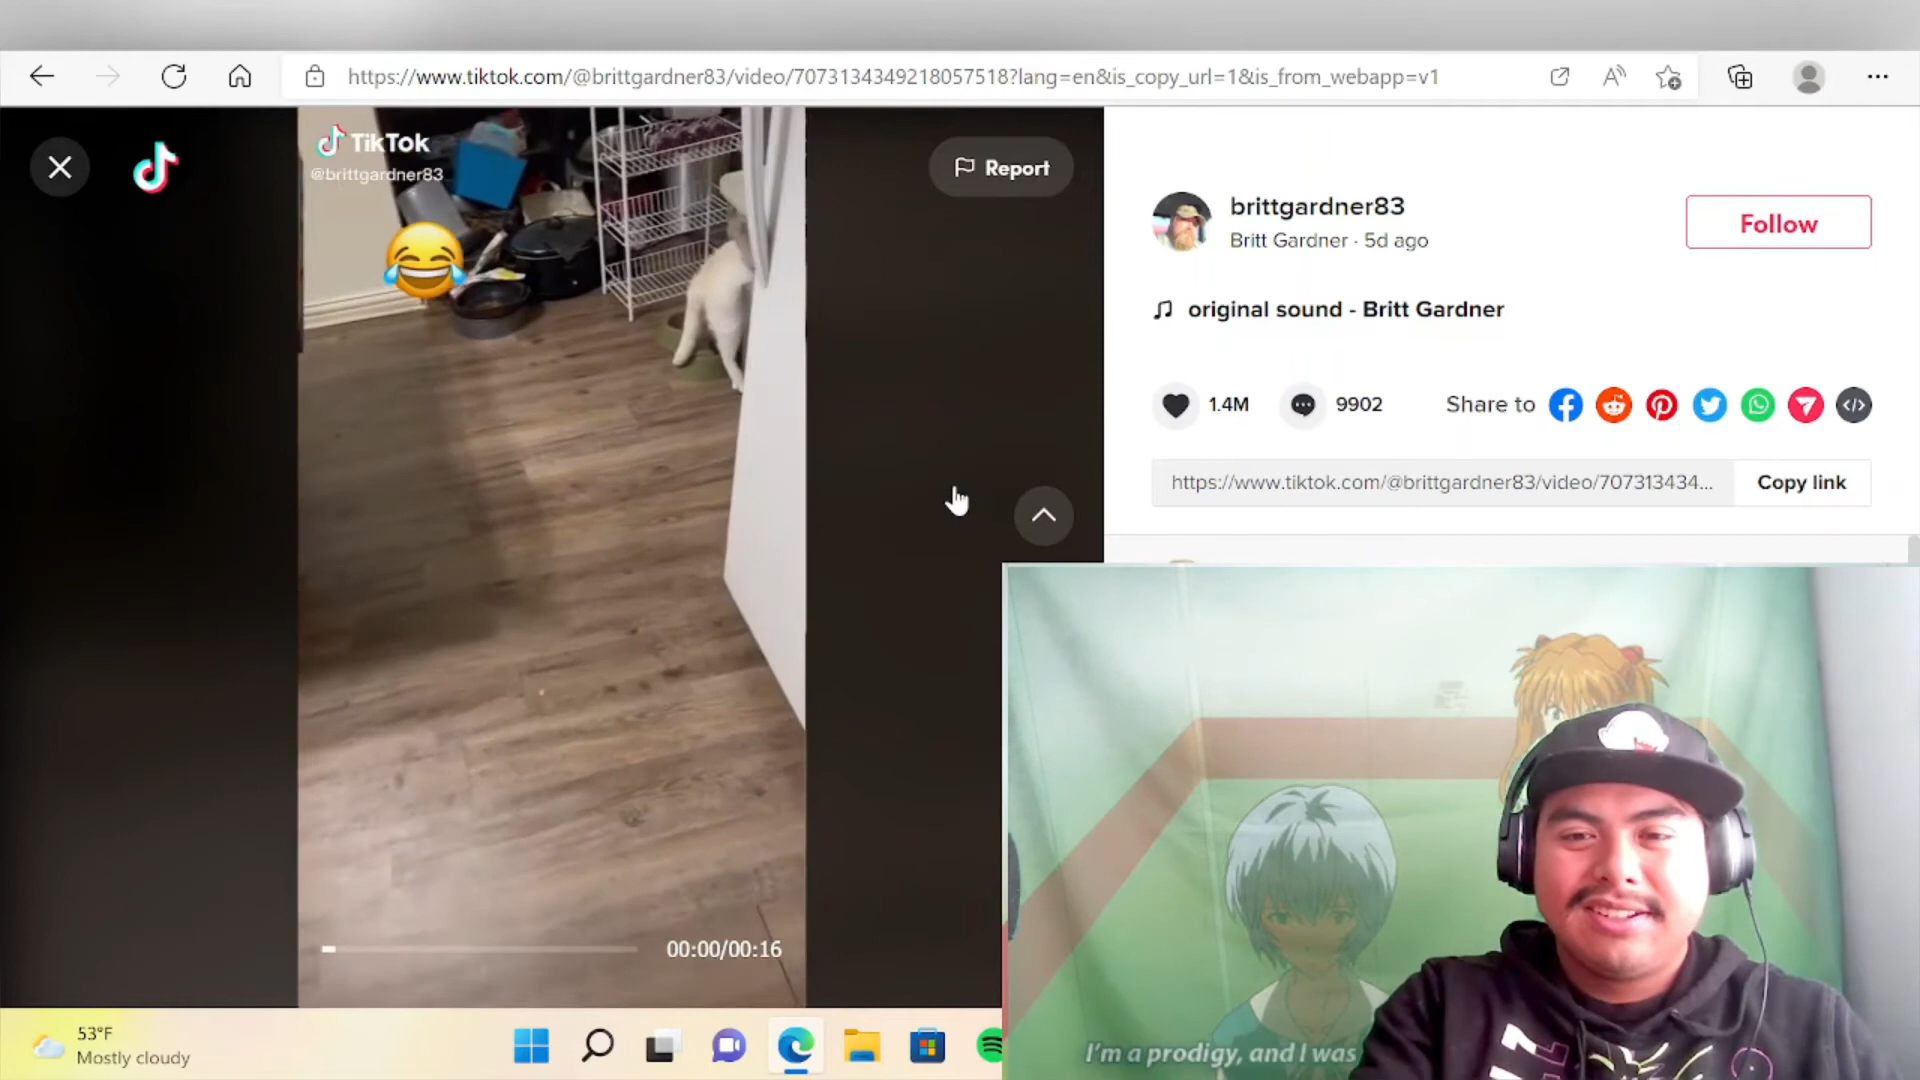 https://www.tiktok.com/@brittgardner83/video/7073134349218057518?lang=en&is_copy_url=1&is_from_webapp=v1
TikTok
@brittgardner83
Report
brittgardner83
Britt Gardner · 5d ago
Follow
original sound - Britt Gardner
1.4M
9902
Share to
https://www.tiktok.com/@brittgardner83/video/707313434...
Copy link
00:00/00:16
53°F
Mostly cloudy
I'm a prodigy, and I was